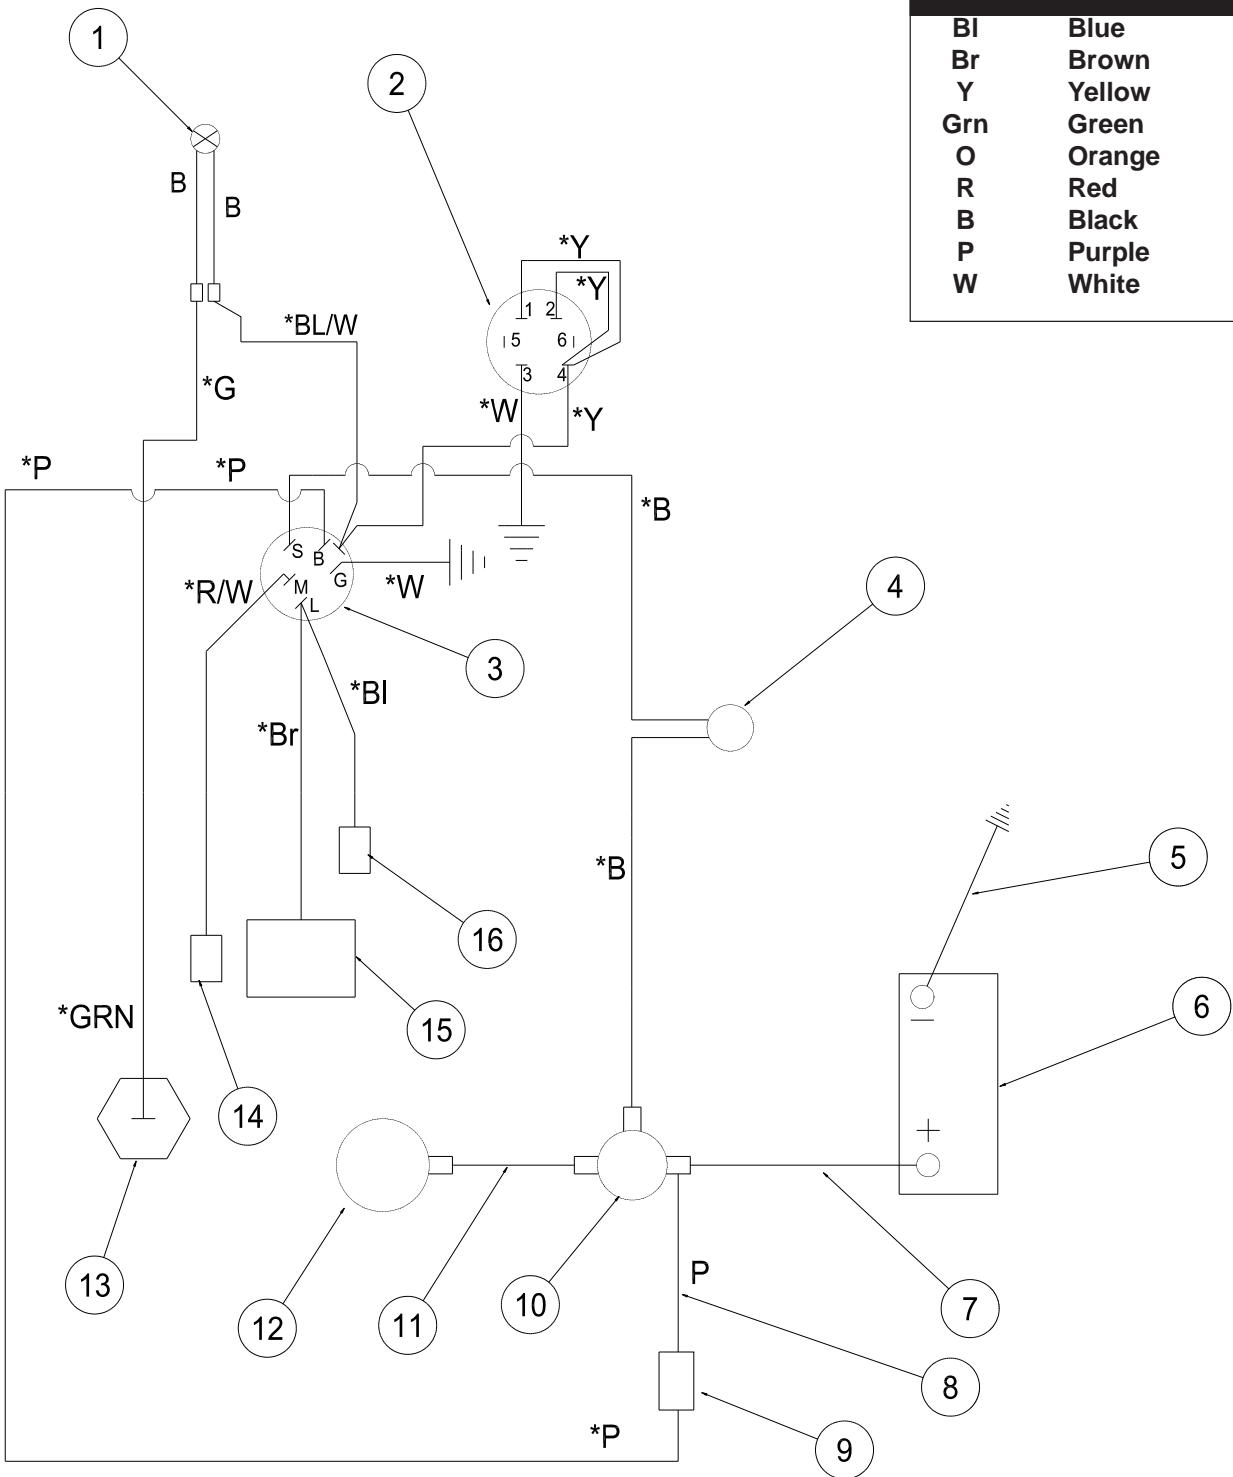 1
2
Bl Blue
Br Brown
Y Yellow
Grn Green
O Orange
R Red
B Black
P Purple
W White
B
B
*Y
*Y
1 2
5 6
3 4
*BL/W
*G
*W
*Y
*P
*P
*B
S
B
G
M
L
*R/W
*W
4
3
*Bl
*Br
*B
5
16
6
*GRN
15
14
13
12
11
10
P
7
8
*P
9